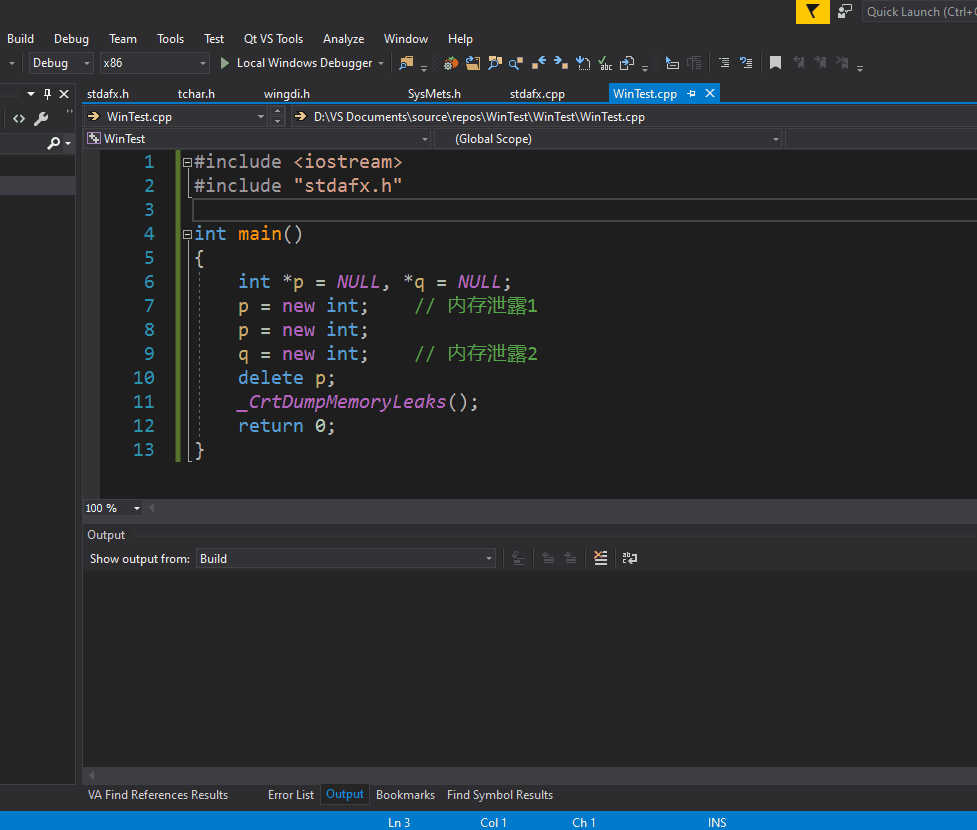 Quick Launch (Ctrl+
Build Debug Team Tools Test Qt VS Tools Analyze Window Help
Debug x86 Local Windows Debugger
stdafx.h tchar.h wingdi.h SysMets.h stdafx.cpp WinTest.cpp
WinTest.cpp D:\VS Documents\source\repos\WinTest\WinTest\WinTest.cpp
WinTest (Global Scope)
1 #include <iostream>
2 #include "stdafx.h"
3
4 int main()
5 {
6 int *p = NULL, *q = NULL;
7 p = new int; // 内存泄露1
8 p = new int;
9 q = new int; // 内存泄露2
10 delete p;
11 _CrtDumpMemoryLeaks();
12 return 0;
13 }
100 %
Output
Show output from: Build
VA Find References Results Error List Output Bookmarks Find Symbol Results
Ln 3 Col 1 Ch 1 INS